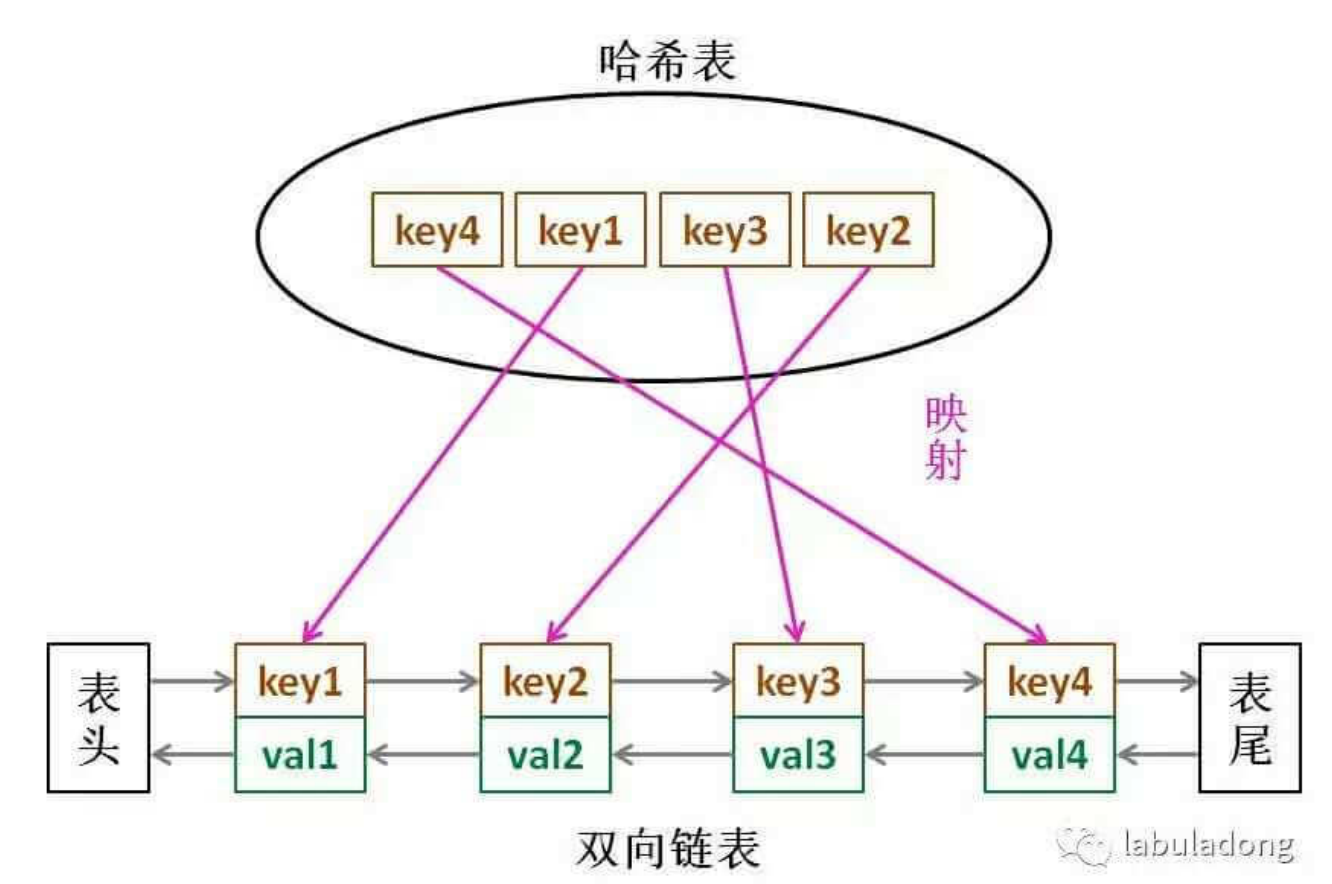 哈希表
key4 key1 key3 key2
映
射
表
头
key1 key2 key3 key4
val1 val2 val3 val4
表
尾
双向链表
labuladong